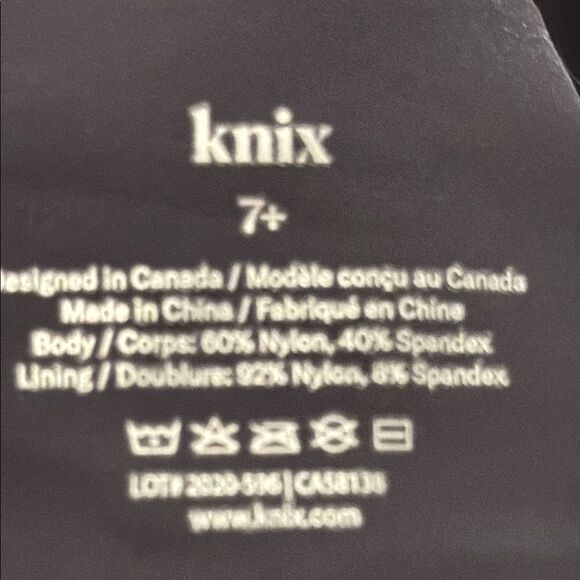 knix
7+
esigned in Canada / Modèle conçu au Canada
Made in China / Fabriqué en Chine
Body / Corps: 60% Nylon, 40% Spandex
Lining / Doublure: 92% Nylon, 8% Spandex
LOT#
www.knix.com